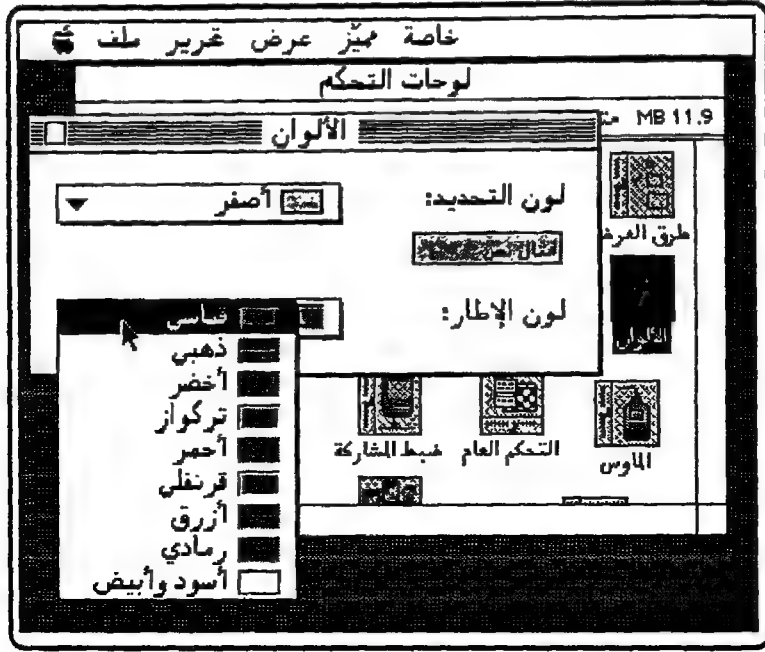 ملف تحرير عرض مميّز خاصة
لوحات التحكم
MB 11.9
الألوان
لون التحديد:
أصفر
طرق العرض
لون الإطار:
قياسي
الألوان
ذهبي
أخضر
تركواز
أحمر
قرنفلي
أزرق
رمادي
أسود وأبيض
الماوس
التحكم العام
ضبط المشاركة